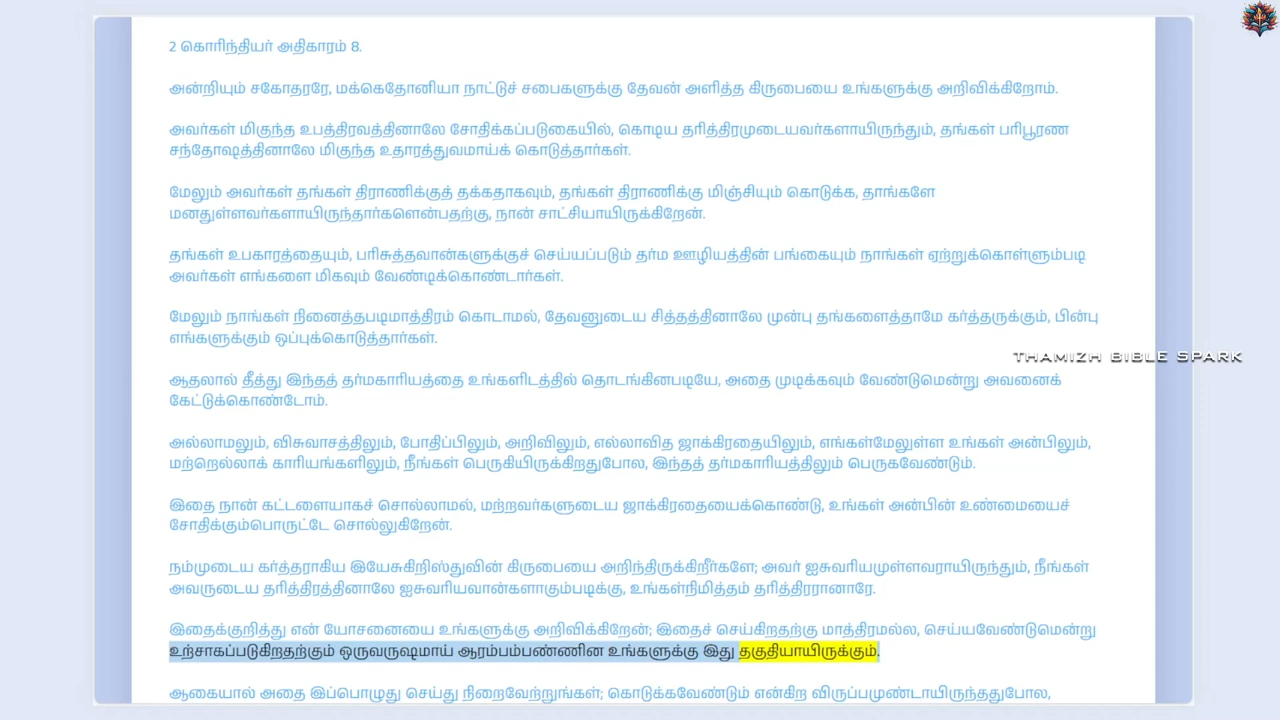 2 கொரிந்தியர் அதிகாரம் 8.
அன்றியும் சகோதரரே, மக்கெதோனியா நாட்டுச் சபைகளுக்கு தேவன் அளித்த கிருபையை உங்களுக்கு அறிவிக்கிறோம்.
அவர்கள் மிகுந்த உபத்திரவத்தினாலே சோதிக்கப்படுகையில், கொடிய தரித்திரமுடையவர்களாயிருந்தும், தங்கள் பரிபூரண
சந்தோஷத்தினாலே மிகுந்த உதாரத்துவமாய்க் கொடுத்தார்கள்.
மேலும் அவர்கள் தங்கள் திராணிக்குத் தக்கதாகவும், தங்கள் திராணிக்கு மிஞ்சியும் கொடுக்க, தாங்களே
மனதுள்ளவர்களாயிருந்தார்களென்பதற்கு, நான் சாட்சியாயிருக்கிறேன்.
தங்கள் உபகாரத்தையும், பரிசுத்தவான்களுக்குச் செய்யப்படும் தர்ம ஊழியத்தின் பங்கையும் நாங்கள் ஏற்றுக்கொள்ளும்படி
அவர்கள் எங்களை மிகவும் வேண்டிக்கொண்டார்கள்.
மேலும் நாங்கள் நினைத்தபடிமாத்திரம் கொடாமல், தேவனுடைய சித்தத்தினாலே முன்பு தங்களைத்தாமே கர்த்தருக்கும், பின்பு
எங்களுக்கும் ஒப்புக்கொடுத்தார்கள்.
THAMIZH BIBLE SPARK
ஆதலால் தீத்து இந்தத் தர்மகாரியத்தை உங்களிடத்தில் தொடங்கினபடியே, அதை முடிக்கவும் வேண்டுமென்று அவனைக்
கேட்டுக்கொண்டோம்.
அல்லாமலும், விசுவாசத்திலும், போதிப்பிலும், அறிவிலும், எல்லாவித ஜாக்கிரதையிலும், எங்கள்மேலுள்ள உங்கள் அன்பிலும்,
மற்றெல்லாக் காரியங்களிலும், நீங்கள் பெருகியிருக்கிறதுபோல, இந்தத் தர்மகாரியத்திலும் பெருகவேண்டும்.
இதை நான் கட்டளையாகச் சொல்லாமல், மற்றவர்களுடைய ஜாக்கிரதையைக்கொண்டு, உங்கள் அன்பின் உண்மையைச்
சோதிக்கும்பொருட்டே சொல்லுகிறேன்.
நம்முடைய கர்த்தராகிய இயேசுகிறிஸ்துவின் கிருபையை அறிந்திருக்கிறீர்களே; அவர் ஐசுவரியமுள்ளவராயிருந்தும், நீங்கள்
அவருடைய தரித்திரத்தினாலே ஐசுவரியவான்களாகும்படிக்கு, உங்கள்நிமித்தம் தரித்திரரானாரே.
இதைக்குறித்து என் யோசனையை உங்களுக்கு அறிவிக்கிறேன்; இதைச் செய்கிறதற்கு மாத்திரமல்ல, செய்யவேண்டுமென்று
உற்சாகப்படுகிறதற்கும் ஒருவருஷமாய் ஆரம்பம்பண்ணின உங்களுக்கு இது தகுதியாயிருக்கும்.
ஆகையால் அதை இப்பொழுது செய்து நிறைவேற்றுங்கள்; கொடுக்கவேண்டும் என்கிற விருப்பமுண்டாயிருந்ததுபோல,